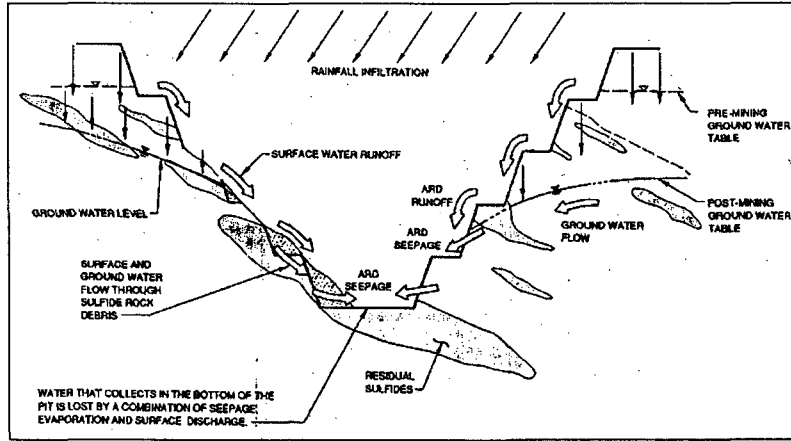 RAINFALL INFILTRATION
PRE-MINING
GROUND WATER
TABLE
SURFACE WATER RUNOFF
ARD
RUNOFF
ARD
SEEPAGE
GROUND WATER LEVEL
GROUND WATER
FLOW
POST-MINING
GROUND WATER
TABLE
SURFACE AND
GROUND WATER
FLOW THROUGH
SULFIDE ROCK
DEBRIS
ARD
SEEPAGE
RESIDUAL
SULFIDES
WATER THAT COLLECTS IN THE BOTTOM OF THE
PIT IS LOST BY A COMBINATION OF SEEPAGE,
EVAPORATION AND SURFACE DISCHARGE.